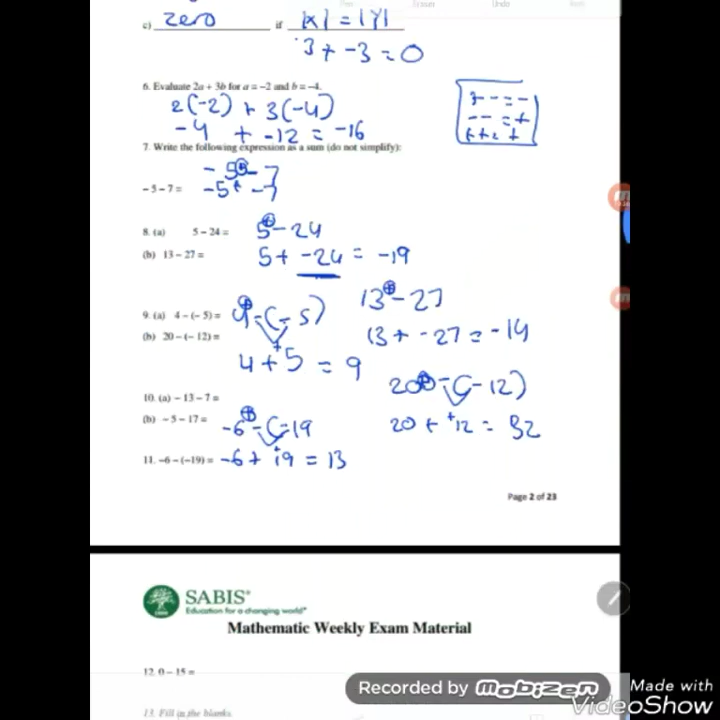 c) zero if |x| = |Y|
3 + -3 = 0
6. Evaluate 2a + 3b for a = -2 and b = -4.
2(-2) + 3(-4)
-4 + -12 = -16
- - = +
7. Write the following expression as a sum (do not simplify):
-5 - 7
-5 - 7 = -5 + -7
8. (a) 5 - 24 = 5 - 24
(b) 13 - 27 = 5 + -24 = -19
13 - 27
9. (a) 4 - (- 5) = 4 - (-5)
13 + -27 = -14
(b) 20 - (- 12) =
4 + 5 = 9
20 - (-12)
10. (a) - 13 - 7 =
(b) - 5 - 17 = -6 - (-19
20 + +12 = 32
11. -6 - (-19) = -6 + +19 = 13
Page 2 of 23
SABIS®
Education for a changing world®
Mathematic Weekly Exam Material
12. 0 - 15 =
13. Fill in the blanks.
Recorded by Mobizen
Made with
VideoShow